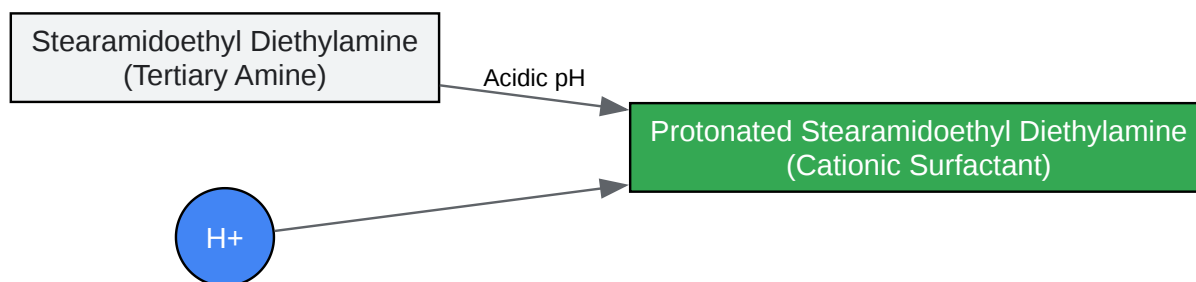 Stearamidoethyl Diethylamine
(Tertiary Amine)
Acidic pH
Protonated Stearamidoethyl Diethylamine
(Cationic Surfactant)
H+